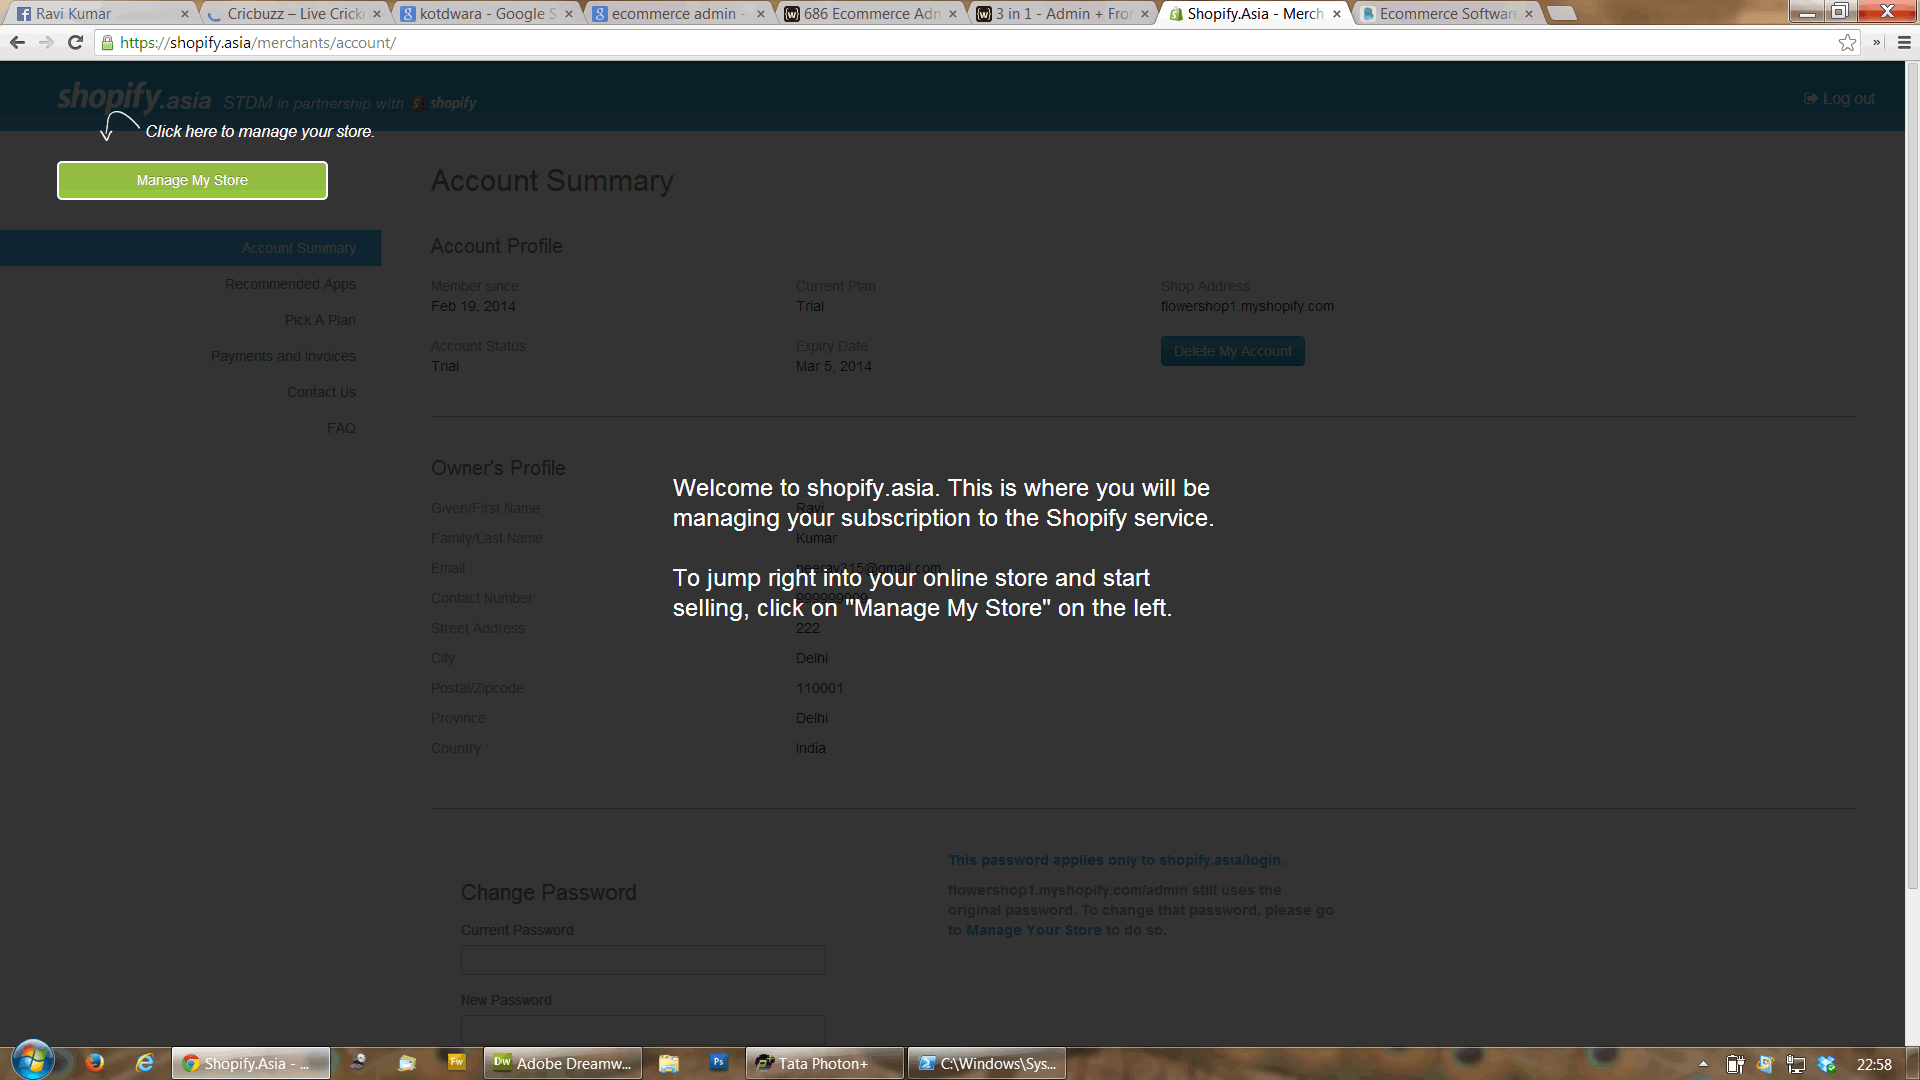 Ravi Kumar
Cricbuzz – Live Cricke
kotdwara - Google S
ecommerce admin -
686 Ecommerce Adn
3 in 1 - Admin + Fro
Shopify.Asia - Merch
Ecommerce Software
https://shopify.asia/merchants/account/
shopify.asia STDM in partnership with shopify
Log out
Click here to manage your store.
Manage My Store
Account Summary
Recommended Apps
Pick A Plan
Payments and Invoices
Contact Us
FAQ
Account Summary
Account Profile
Member since
Feb 19, 2014
Current Plan
Trial
Shop Address
flowershop1.myshopify.com
Account Status
Trial
Expiry Date
Mar 5, 2014
Delete My Account
Owner's Profile
Given/First Name : Ravi
Family/Last Name : Kumar
Email :
Contact Number :
Street Address : 222
City : Delhi
Postal/Zipcode : 110001
Province : Delhi
Country : India
Welcome to shopify.asia. This is where you will be
managing your subscription to the Shopify service.
To jump right into your online store and start
selling, click on "Manage My Store" on the left.
Change Password
Current Password
New Password
This password applies only to shopify.asia/login.
flowershop1.myshopify.com/admin still uses the
original password. To change that password, please go
to Manage Your Store to do so.
Shopify.Asia - ...
Fw
Dw Adobe Dreamw...
Ps
Tata Photon+
C:\Windows\Sys...
22:58